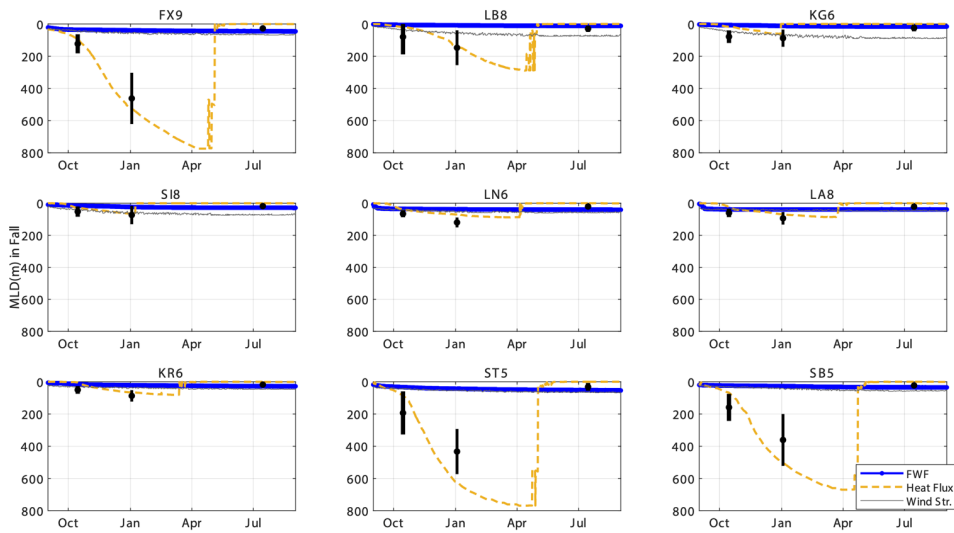 FX9
LB8
KG6
0
200
400
600
800
Oct
Jan
Apr
Jul
0
200
400
600
800
Oct
Jan
Apr
Jul
0
200
400
600
800
Oct
Jan
Apr
Jul
SI8
LN6
LA8
MLD(m) in Fall
0
200
400
600
800
Oct
Jan
Apr
Jul
0
200
400
600
800
Oct
Jan
Apr
Jul
0
200
400
600
800
Oct
Jan
Apr
Jul
KR6
ST5
SB5
0
200
400
600
800
Oct
Jan
Apr
Jul
0
200
400
600
800
Oct
Jan
Apr
Jul
0
200
400
600
800
Oct
Jan
Apr
Jul
FWF
Heat Flux
Wind Str.